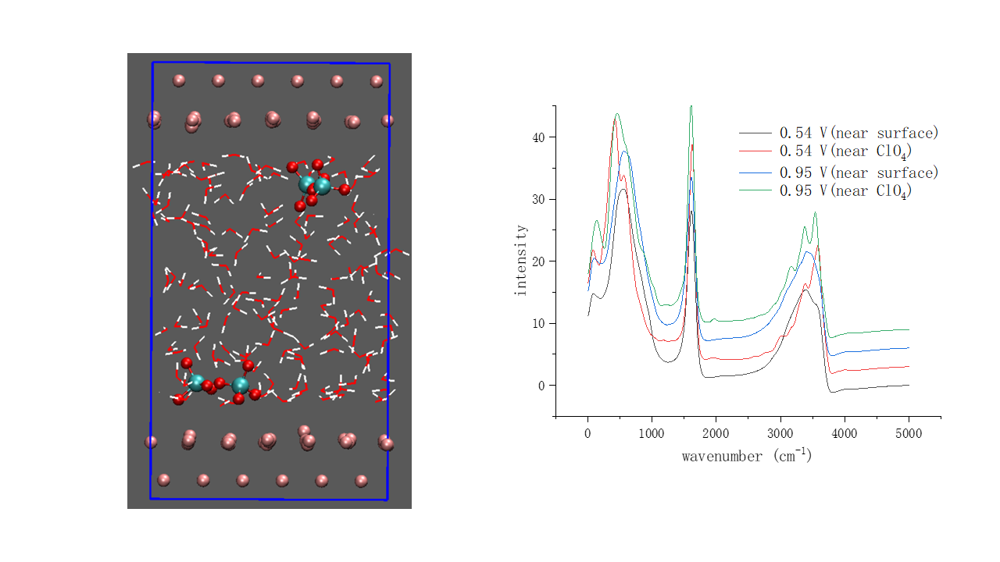 0.54 V(near surface)
0.54 V(near ClO4)
0.95 V(near surface)
0.95 V(near ClO4)
40
30
20
10
0
intensity
0 1000 2000 3000 4000 5000
wavenumber (cm-1)